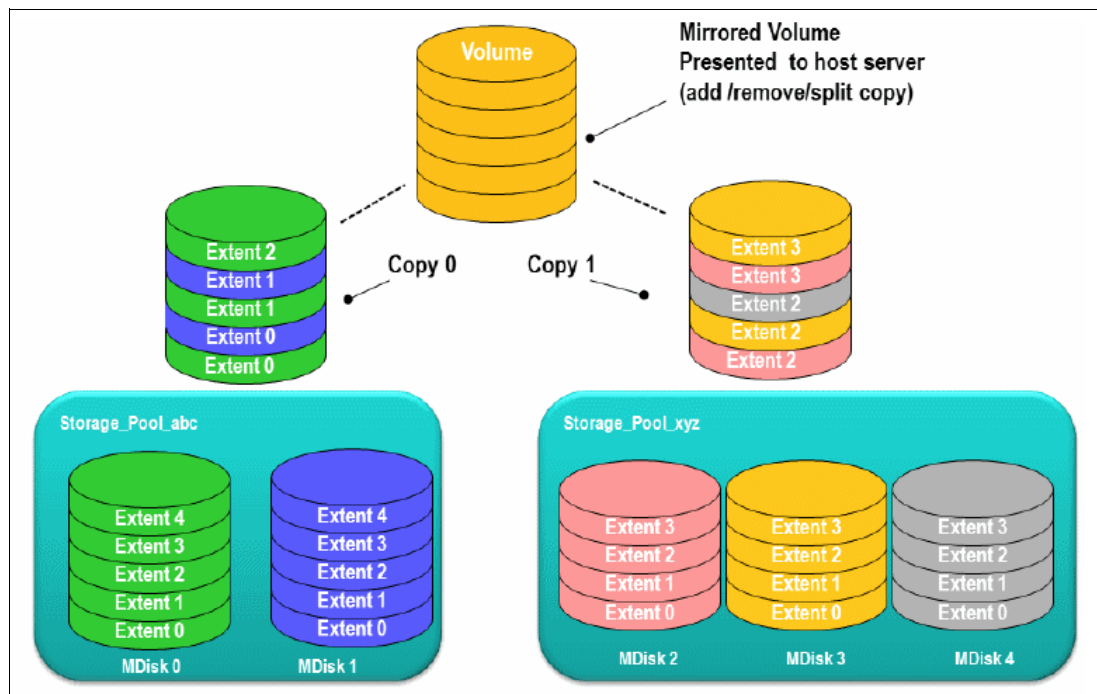 Volume
Mirrored Volume
Presented to host server
(add /remove/split copy)
Extent 2
Extent 1
Extent 1
Extent 0
Extent 0
Copy 0
Copy 1
Extent 3
Extent 3
Extent 2
Extent 2
Extent 2
Storage_Pool_abc
Extent 4
Extent 3
Extent 2
Extent 1
Extent 0
MDisk 0
Extent 4
Extent 3
Extent 2
Extent 1
Extent 0
MDisk 1
Storage_Pool_xyz
Extent 3
Extent 2
Extent 1
Extent 0
MDisk 2
Extent 3
Extent 2
Extent 1
Extent 0
MDisk 3
Extent 3
Extent 2
Extent 1
Extent 0
MDisk 4